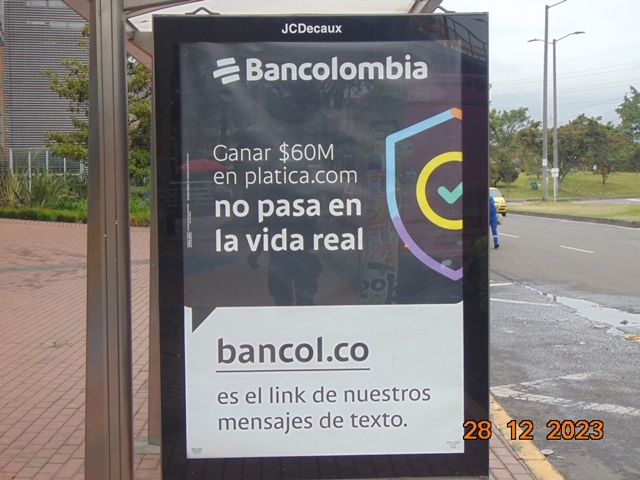 JCDecaux
Bancolombia
Ganar $60M
en platica.com
no pasa en
la vida real
bancol.co
es el link de nuestros
mensajes de texto.
28 12 2023